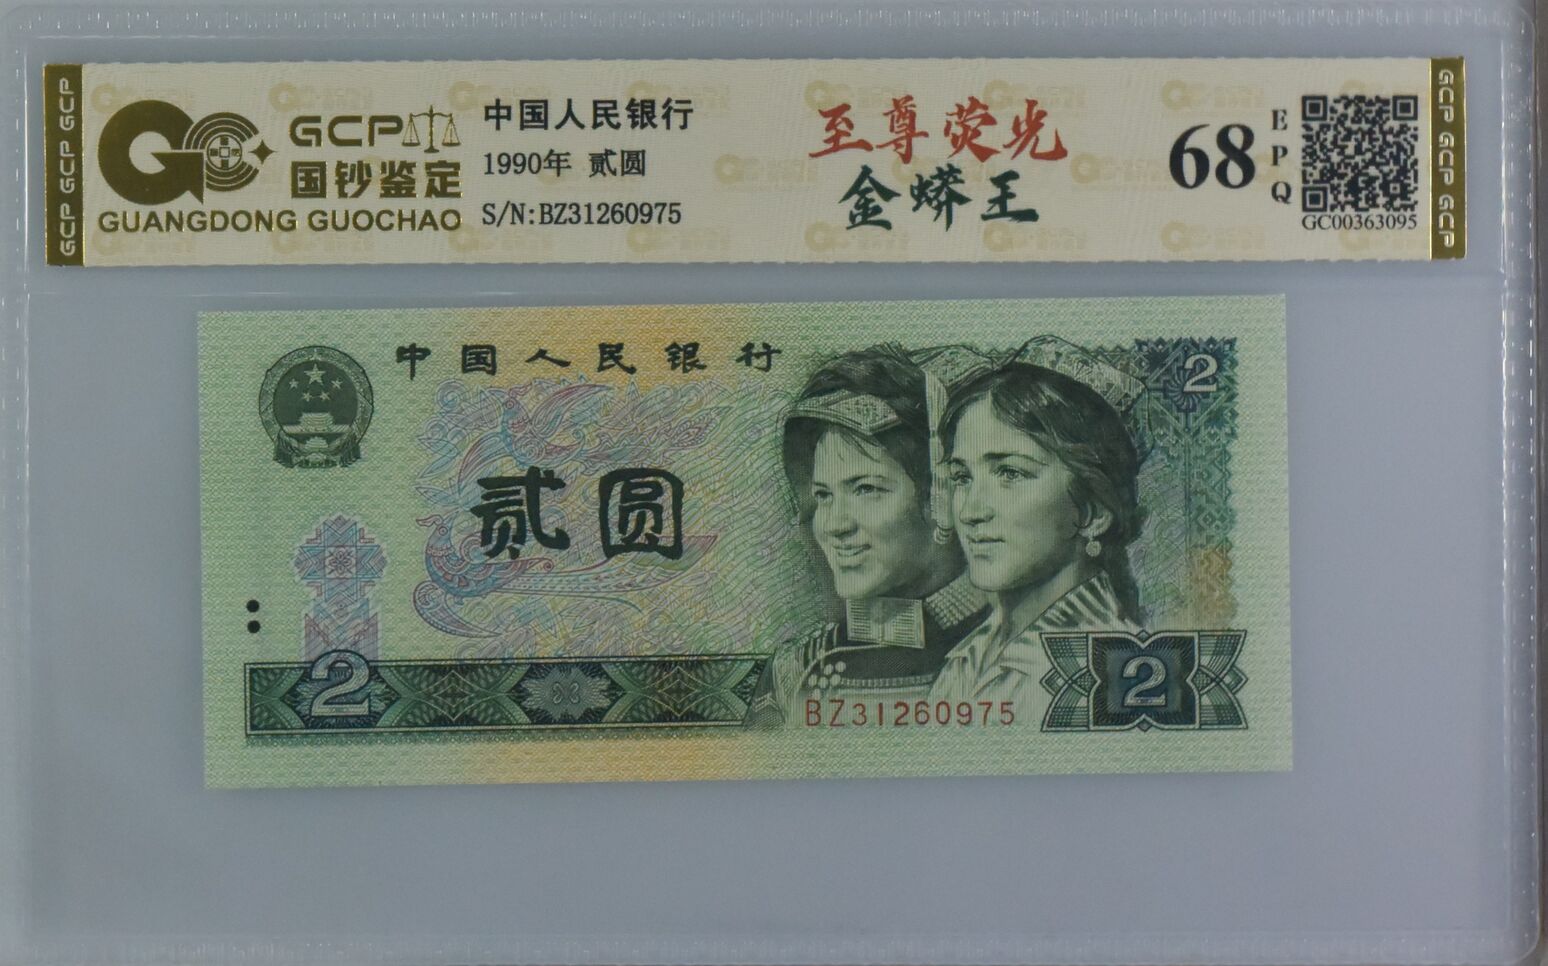 GCP GCP GCP
GCP
国钞鉴定
GUANGDONG GUOCHAO
中国人民银行
1990年 贰圆
S/N:BZ31260975
至尊荧光
金蟒王
68
EPQ
GC00363095
GCP GCP GCP
中国人民银行
2
贰圆
2
BZ31260975
2